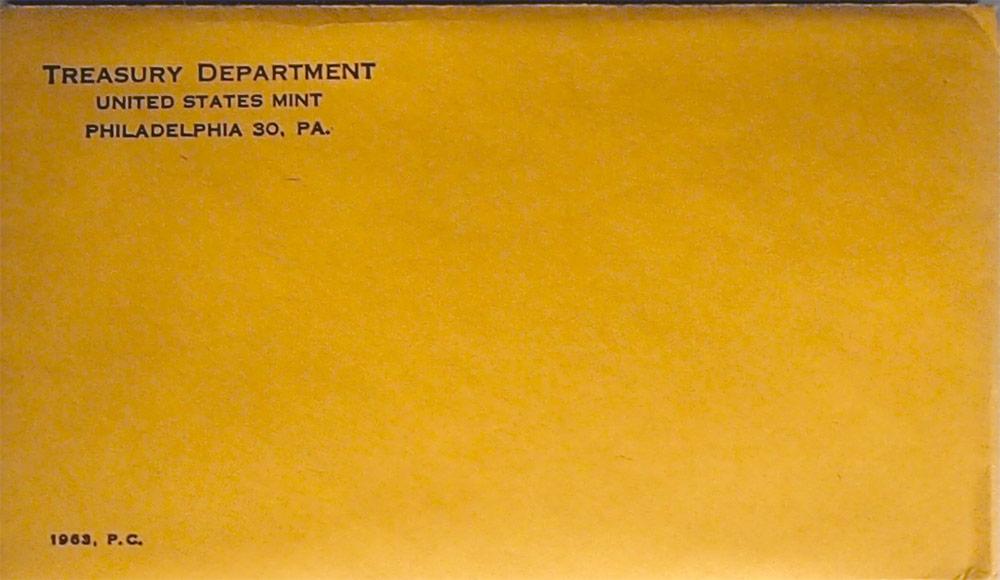 TREASURY DEPARTMENT
UNITED STATES MINT
PHILADELPHIA 30, PA.
1963, P.C.